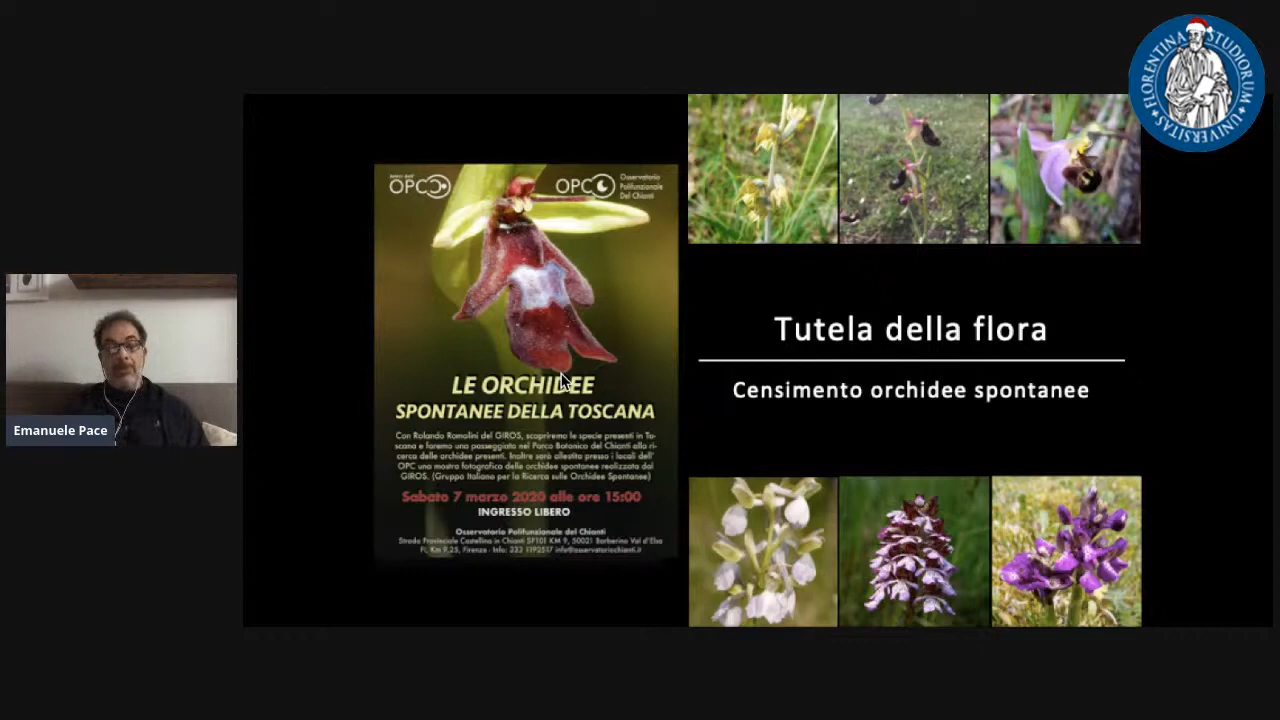 FLORENTINA STUDIORUM UNIVERSITAS
OPC
OPC
Osservatorio
Polifunzionale
Del Chianti
LE ORCHIDEE
SPONTANEE DELLA TOSCANA
Con Rolando Romolini del GIROS, scopriremo le specie presenti in To-
scana e faremo una passeggiata nel Parco Botanico del Chianti alla ri-
cerca delle orchidee presenti. Inoltre sarà allestita presso i locali dell'
OPC una mostra fotografica delle orchidee spontanee realizzata dal
GIROS. (Gruppo Italiano per la Ricerca sulle Orchidee Spontanee)
Sabato 7 marzo 2020 alle ore 15:00
INGRESSO LIBERO
Osservatorio Polifunzionale del Chianti
Strada Provinciale Castellina in Chianti SP101 KM 9, 50021 Barberino Val d'Elsa
FI, Km 9,25, Firenze - Info: 333 1192517 info@osservatoriochianti.it
Tutela della flora
Censimento orchidee spontanee
Emanuele Pace